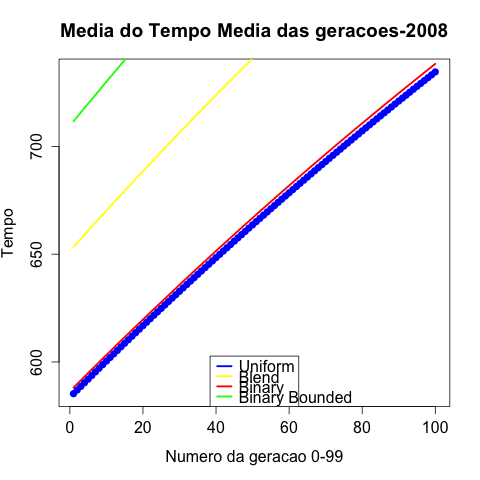 Media do Tempo Media das geracoes-2008
Tempo
700
650
600
Uniform
Blend
Binary
Binary Bounded
0 20 40 60 80 100
Numero da geracao 0-99